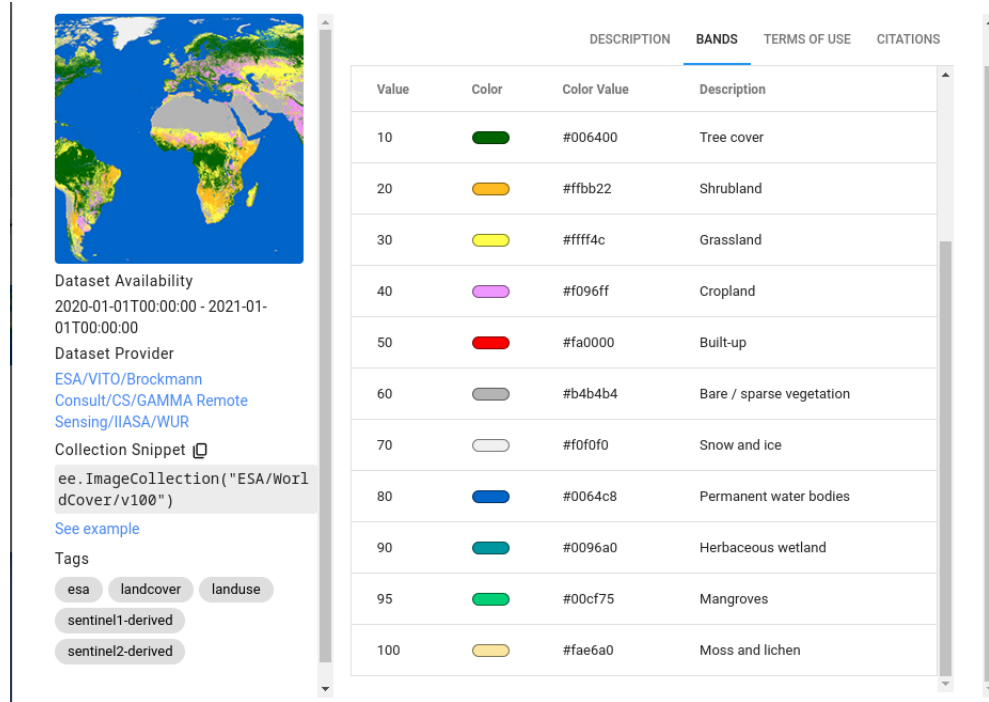 DESCRIPTION BANDS TERMS OF USE CITATIONS
Value Color Color Value Description
10 #006400 Tree cover
20 #ffbb22 Shrubland
30 #ffff4c Grassland
40 #f096ff Cropland
50 #fa0000 Built-up
60 #b4b4b4 Bare / sparse vegetation
70 #f0f0f0 Snow and ice
80 #0064c8 Permanent water bodies
90 #0096a0 Herbaceous wetland
95 #00cf75 Mangroves
100 #fae6a0 Moss and lichen
Dataset Availability
2020-01-01T00:00:00 - 2021-01-
01T00:00:00
Dataset Provider
ESA/VITO/Brockmann
Consult/CS/GAMMA Remote
Sensing/IIASA/WUR
Collection Snippet
ee.ImageCollection("ESA/Worl
dCover/v100")
See example
Tags
esa landcover landuse
sentinel1-derived
sentinel2-derived